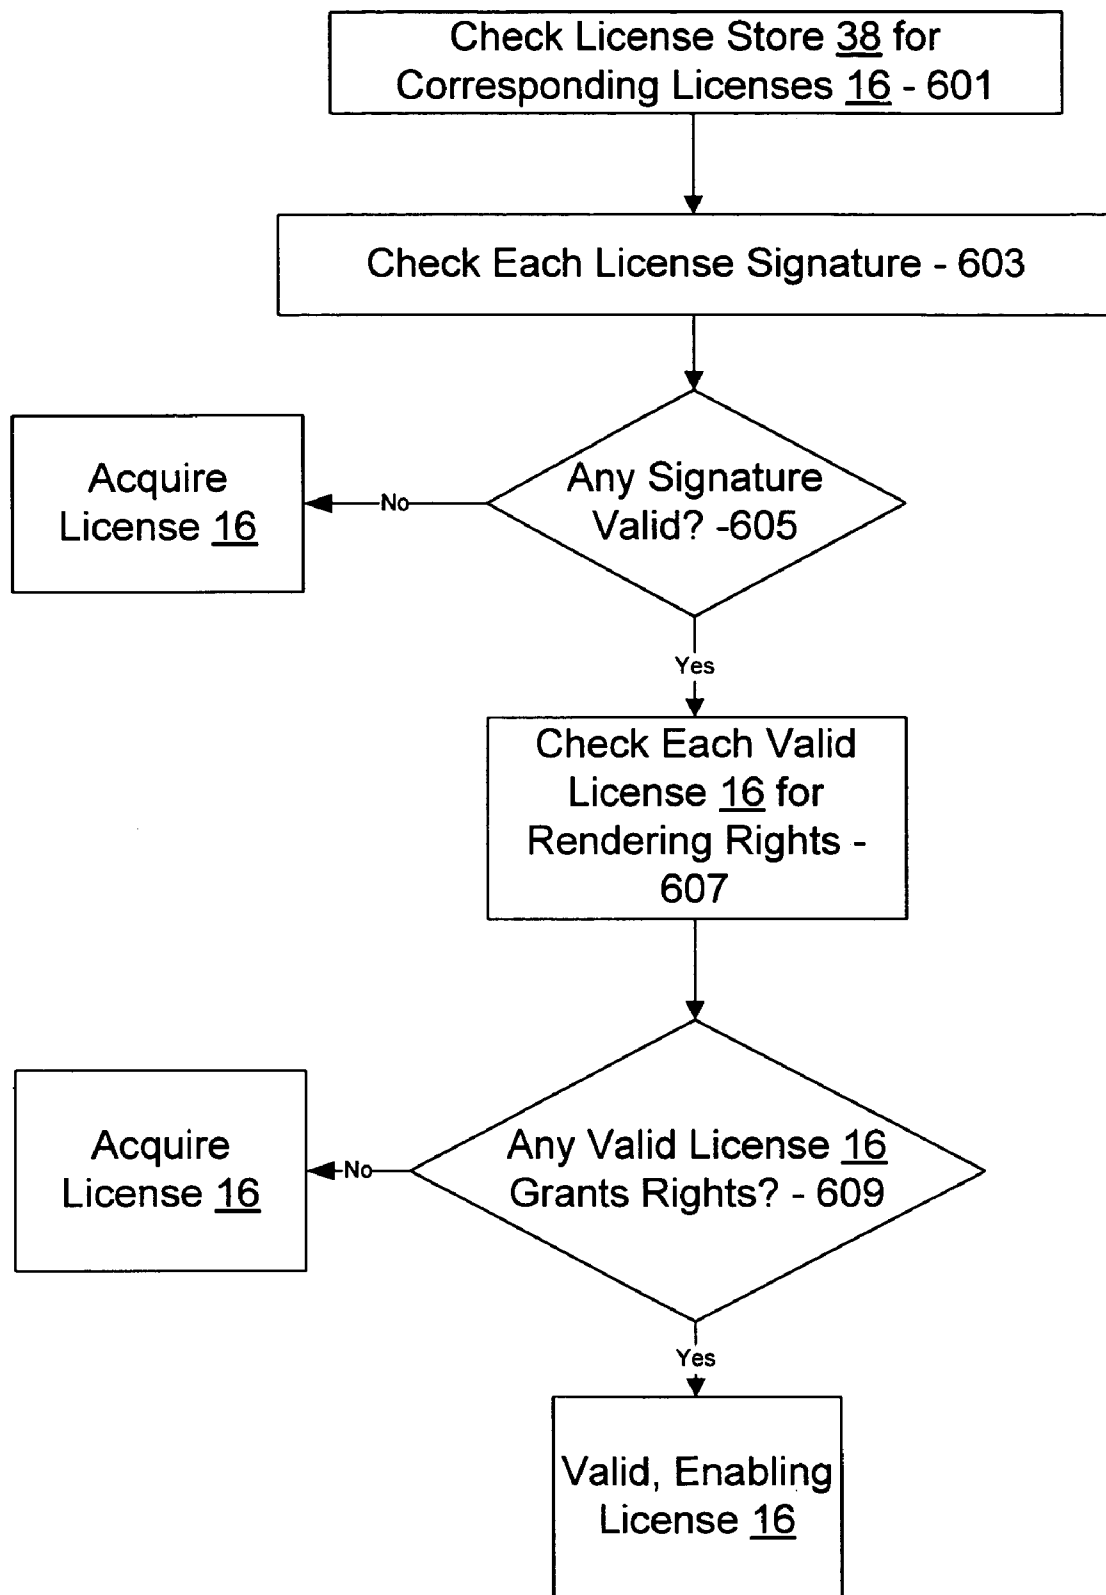 Check License Store 38 for
Corresponding Licenses 16 - 601
Check Each License Signature - 603
Any Signature
Valid? -605
No
Acquire
License 16
Yes
Check Each Valid
License 16 for
Rendering Rights -
607
Any Valid License 16
Grants Rights? - 609
No
Acquire
License 16
Yes
Valid, Enabling
License 16